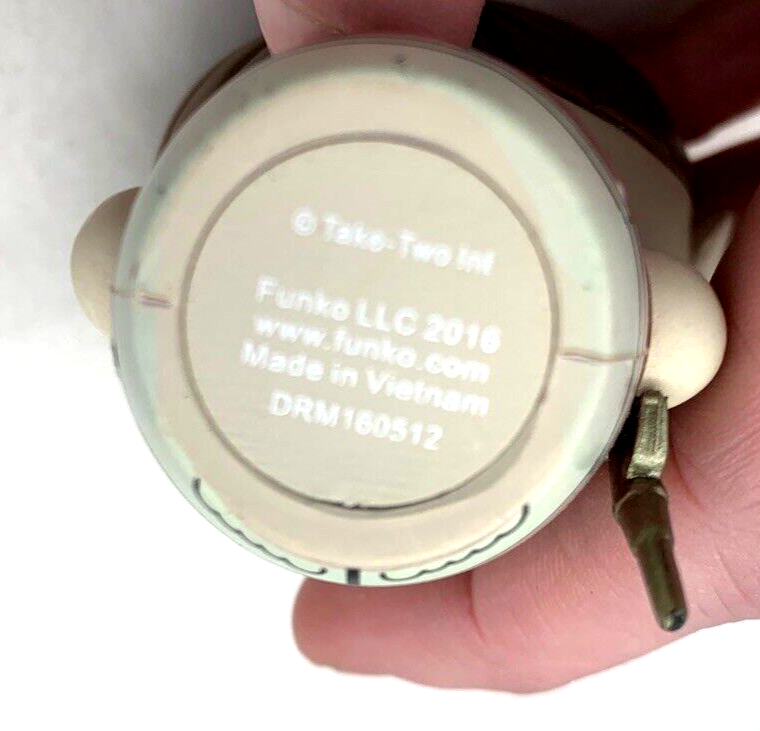 © Take-Two Int
Funko LLC 2016
www.funko.com
Made in Vietnam
DRM160512